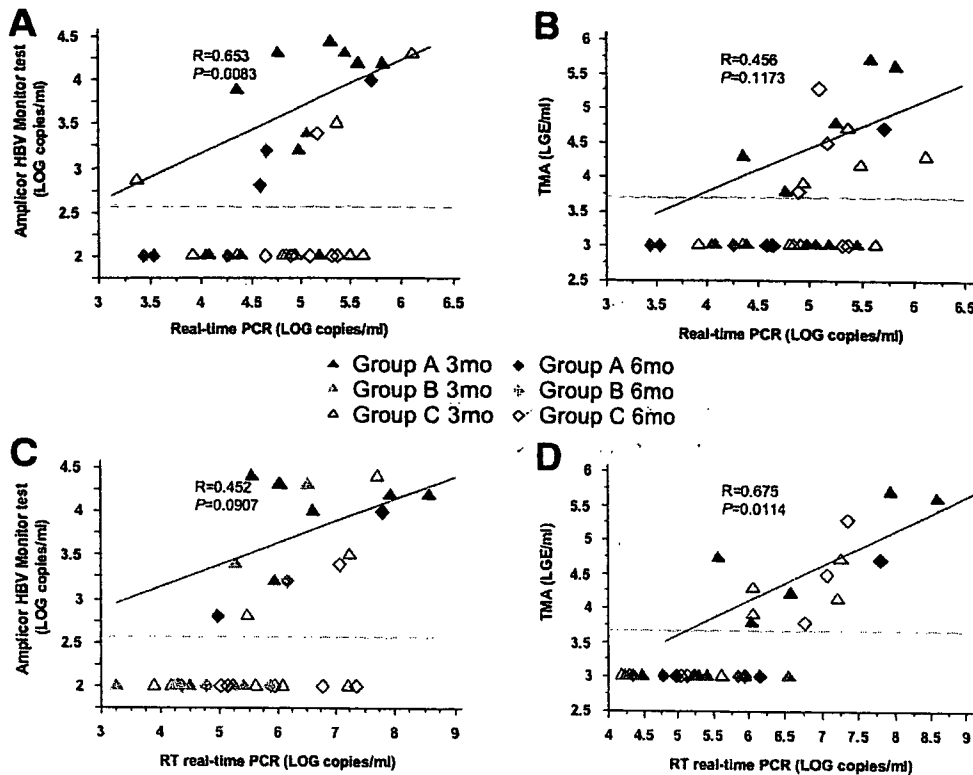 A
Amplicor HBV Monitor test
(LOG copies/ml)
4.5
4
3.5
3
2.5
2
R=0.653
P=0.0083
3 3.5 4 4.5 5 5.5 6 6.5
Real-time PCR (LOG copies/ml)
B
TMA (LGE/ml)
6
5.5
5
4.5
4
3.5
3
2.5
R=0.456
P=0.1173
3 3.5 4 4.5 5 5.5 6 6.5
Real-time PCR (LOG copies/ml)
Group A 3mo Group A 6mo
Group B 3mo Group B 6mo
Group C 3mo Group C 6mo
C
Amplicor HBV Monitor test
(LOG copies/ml)
4.5
4
3.5
3
2.5
2
R=0.452
P=0.0907
3 4 5 6 7 8 9
RT real-time PCR (LOG copies/ml)
D
TMA (LGE/ml)
6
5.5
5
4.5
4
3.5
3
2.5
R=0.675
P=0.0114
4 4.5 5 5.5 6 6.5 7 7.5 8 8.5 9
RT real-time PCR (LOG copies/ml)